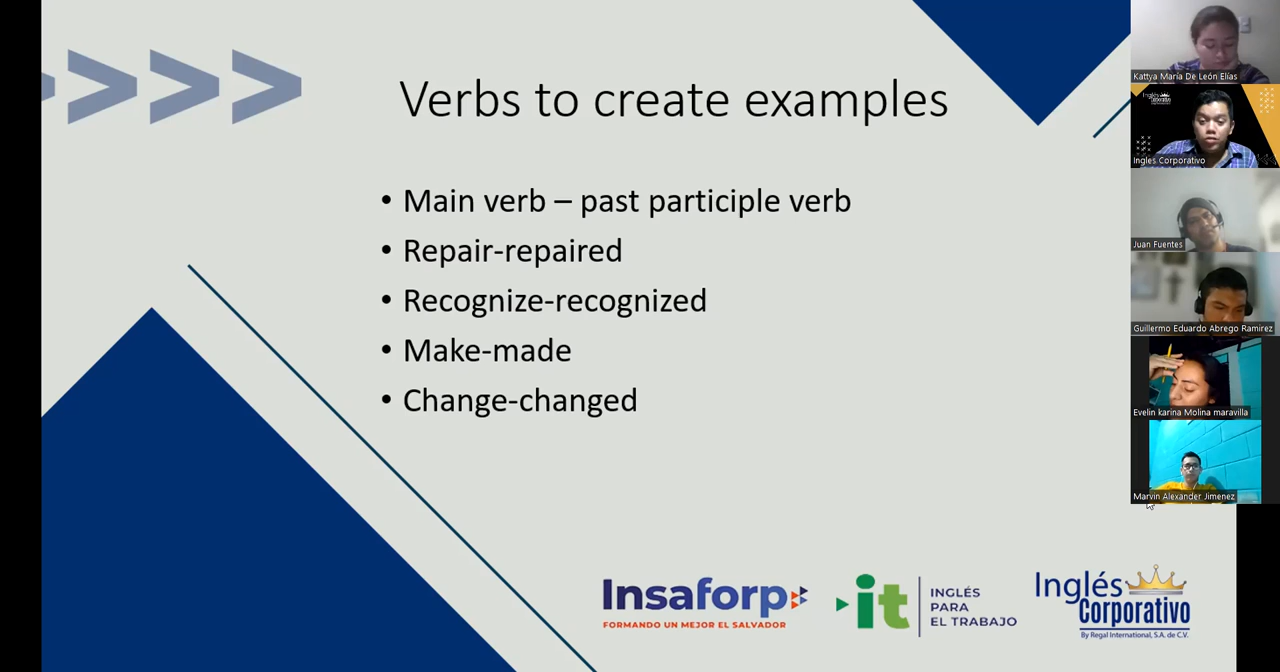 Verbs to create examples
• Main verb – past participle verb
• Repair-repaired
• Recognize-recognized
• Make-made
• Change-changed
Kattya María De León Elías
Ingles Corporativo
Juan Fuentes
Guillermo Eduardo Abrego Ramirez
Evelin karina Molina maravilla
Marvin Alexander Jimenez
Insaforp
FORMANDO UN MEJOR EL SALVADOR
it
INGLÉS
PARA
EL TRABAJO
Inglés
Corporativo
By Regal International, S.A. de C.V.